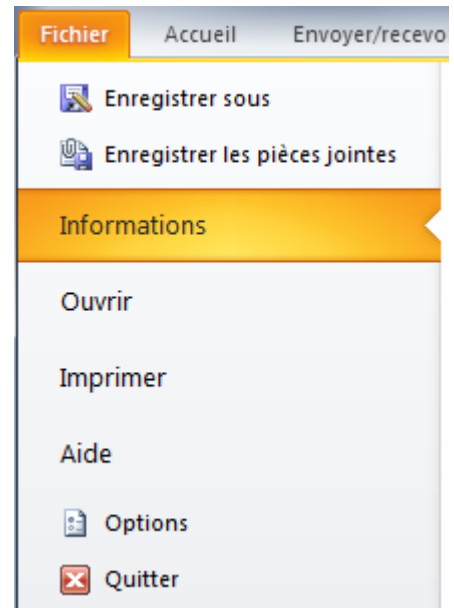 Fichier Accueil Envoyer/recevo
Enregistrer sous
Enregistrer les pièces jointes
Informations
Ouvrir
Imprimer
Aide
Options
Quitter